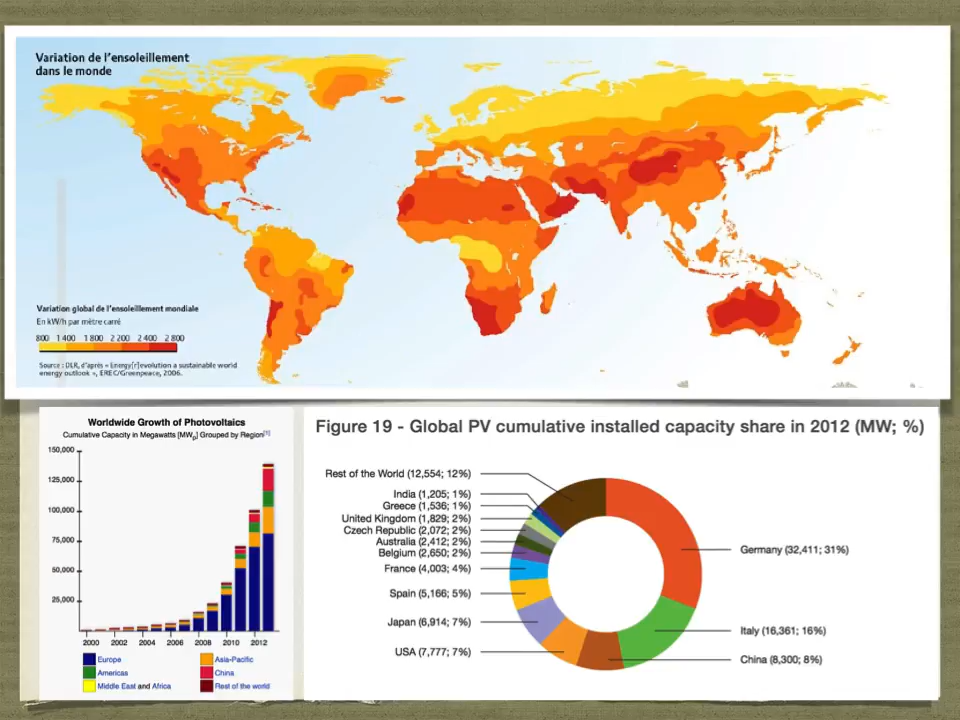 Variation de l'ensoleillement
dans le monde
Variation global de l'ensoleillement mondiale
En kW/h par mètre carré
800 1 400 1 800 2 200 2 400 2 800
Source : DLR, d'après « Energy[r]evolution a sustainable world
energy outlook », EREC/Greenpeace, 2006.
Worldwide Growth of Photovoltaics
Cumulative Capacity in Megawatts [MWp] Grouped by Region[1]
150,000
125,000
100,000
75,000
50,000
25,000
2000 2002 2004 2006 2008 2010 2012
Europe
Asia-Pacific
Americas
China
Middle East and Africa
Rest of the world
Figure 19 - Global PV cumulative installed capacity share in 2012 (MW; %)
Rest of the World (12,554; 12%)
India (1,205; 1%)
Greece (1,536; 1%)
United Kingdom (1,829; 2%)
Czech Republic (2,072; 2%)
Australia (2,412; 2%)
Belgium (2,650; 2%)
France (4,003; 4%)
Spain (5,166; 5%)
Japan (6,914; 7%)
USA (7,777; 7%)
Germany (32,411; 31%)
Italy (16,361; 16%)
China (8,300; 8%)